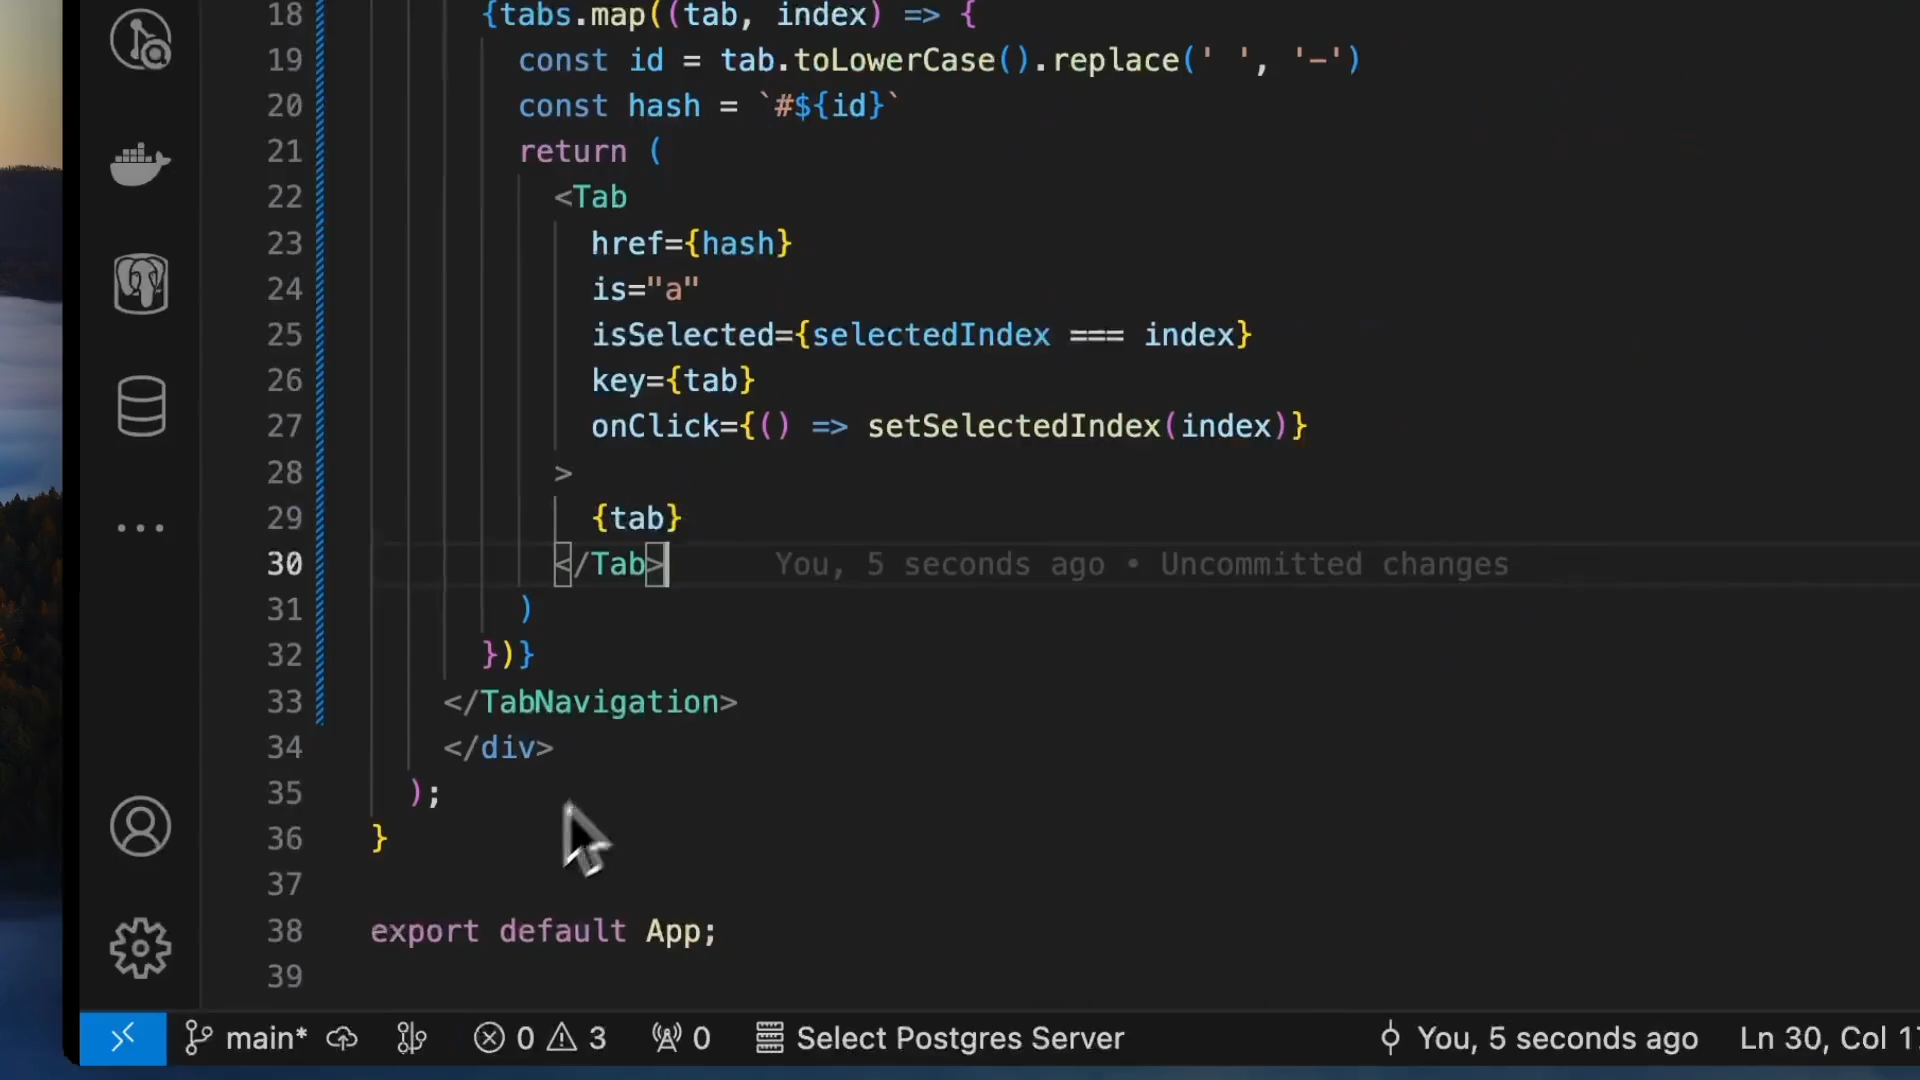 18 {tabs.map((tab, index) => {
19 const id = tab.toLowerCase().replace(' ', '-')
20 const hash = `#${id}`
21 return (
22 <Tab
23 href={hash}
24 is="a"
25 isSelected={selectedIndex === index}
26 key={tab}
27 onClick={() => setSelectedIndex(index)}
28 >
29 {tab}
30 </Tab> You, 5 seconds ago • Uncommitted changes
31 )
32 })}
33 </TabNavigation>
34 </div>
35 );
36 }
37
38 export default App;
39
main* 0 3 0 Select Postgres Server You, 5 seconds ago Ln 30, Col